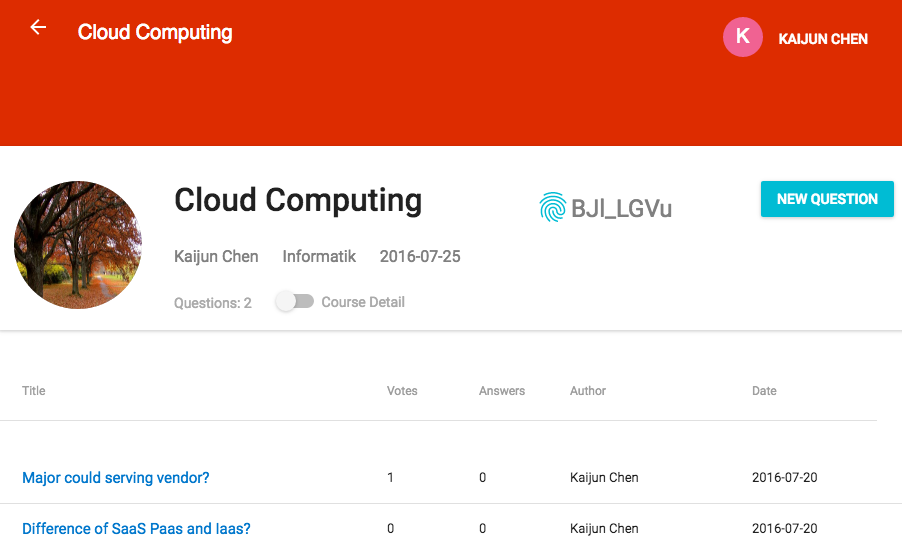 Cloud Computing
K KAIJUN CHEN
Cloud Computing
BJl_LGVu
NEW QUESTION
Kaijun Chen Informatik 2016-07-25
Questions: 2 Course Detail
Title Votes Answers Author Date
Major could serving vendor? 1 0 Kaijun Chen 2016-07-20
Difference of SaaS Paas and Iaas? 0 0 Kaijun Chen 2016-07-20